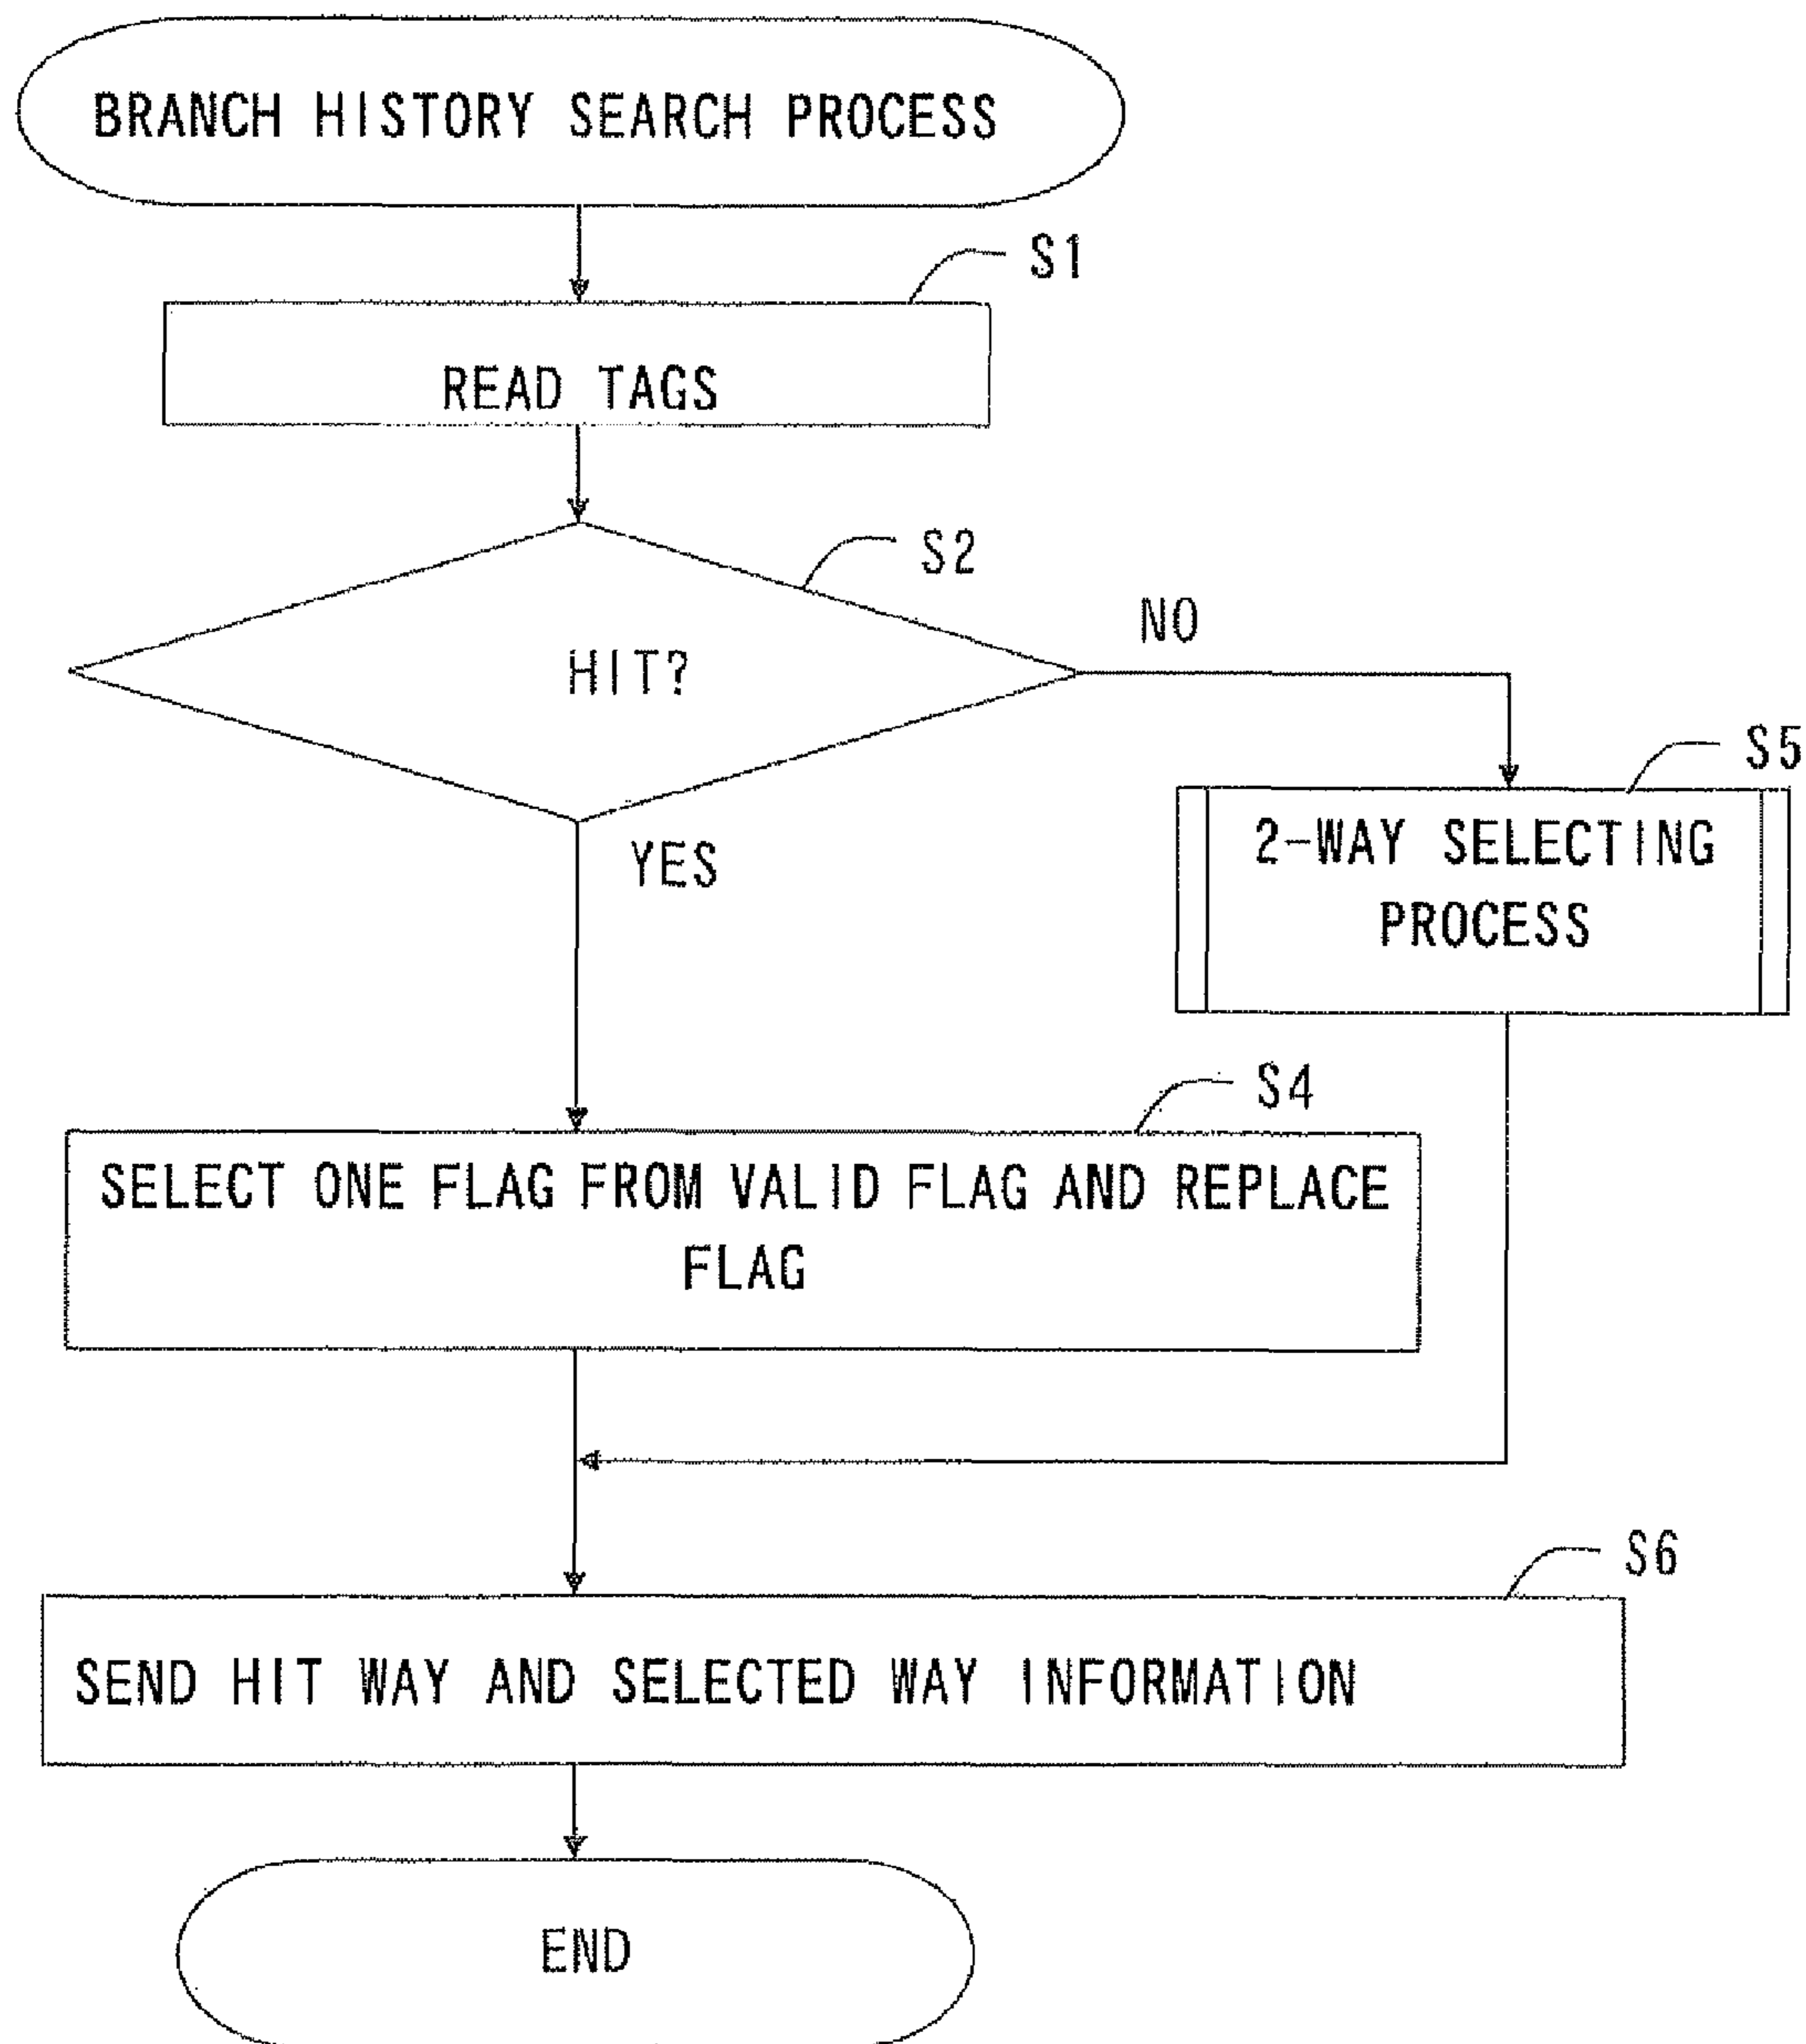 BRANCH HISTORY SEARCH PROCESS
S1
READ TAGS
S2
HIT?
NO
YES
S5
2-WAY SELECTING
PROCESS
S4
SELECT ONE FLAG FROM VALID FLAG AND REPLACE
FLAG
S6
SEND HIT WAY AND SELECTED WAY INFORMATION
END